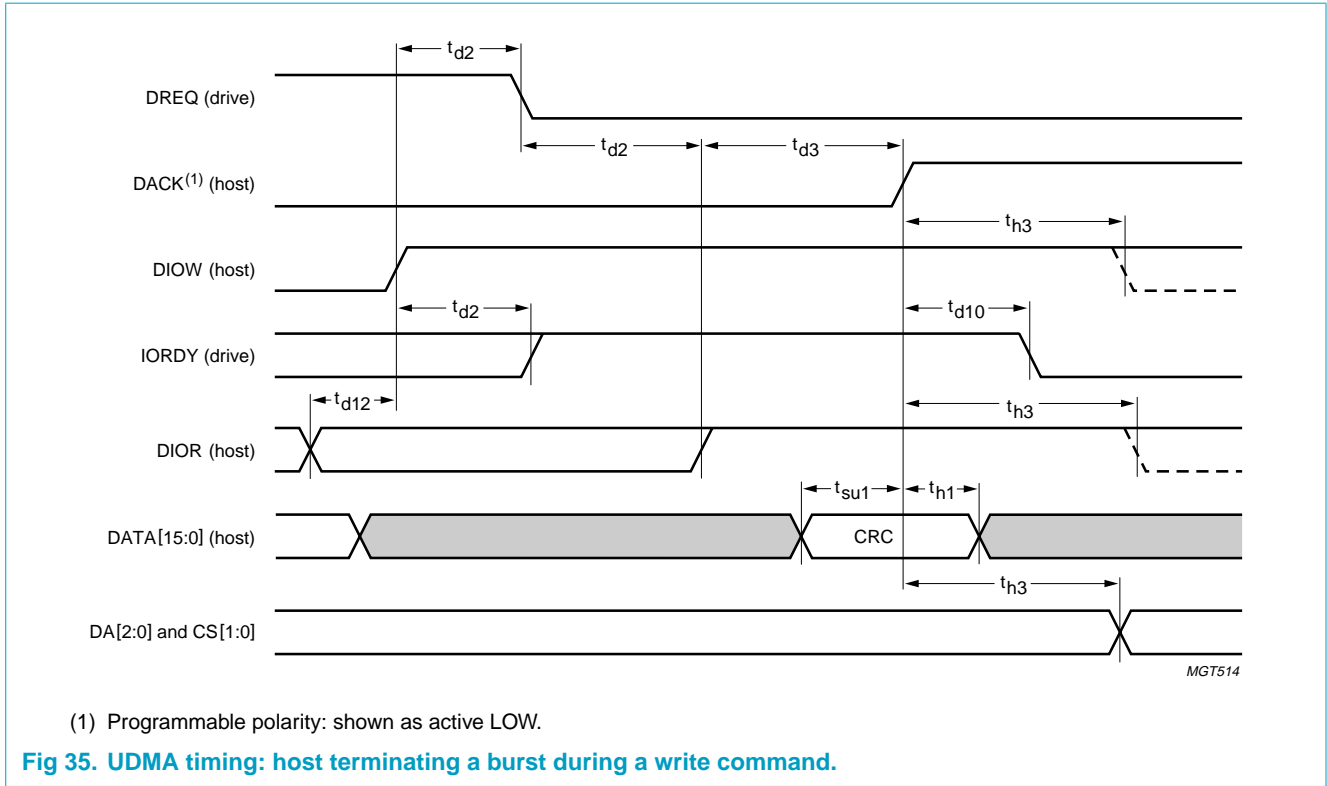 td2
DREQ (drive)
td2
td3
DACK(1) (host)
th3
DIOW (host)
td2
td10
IORDY (drive)
td12
th3
DIOR (host)
tsu1
th1
DATA[15:0] (host)
CRC
th3
DA[2:0] and CS[1:0]
MGT514
(1) Programmable polarity: shown as active LOW.
Fig 35. UDMA timing: host terminating a burst during a write command.